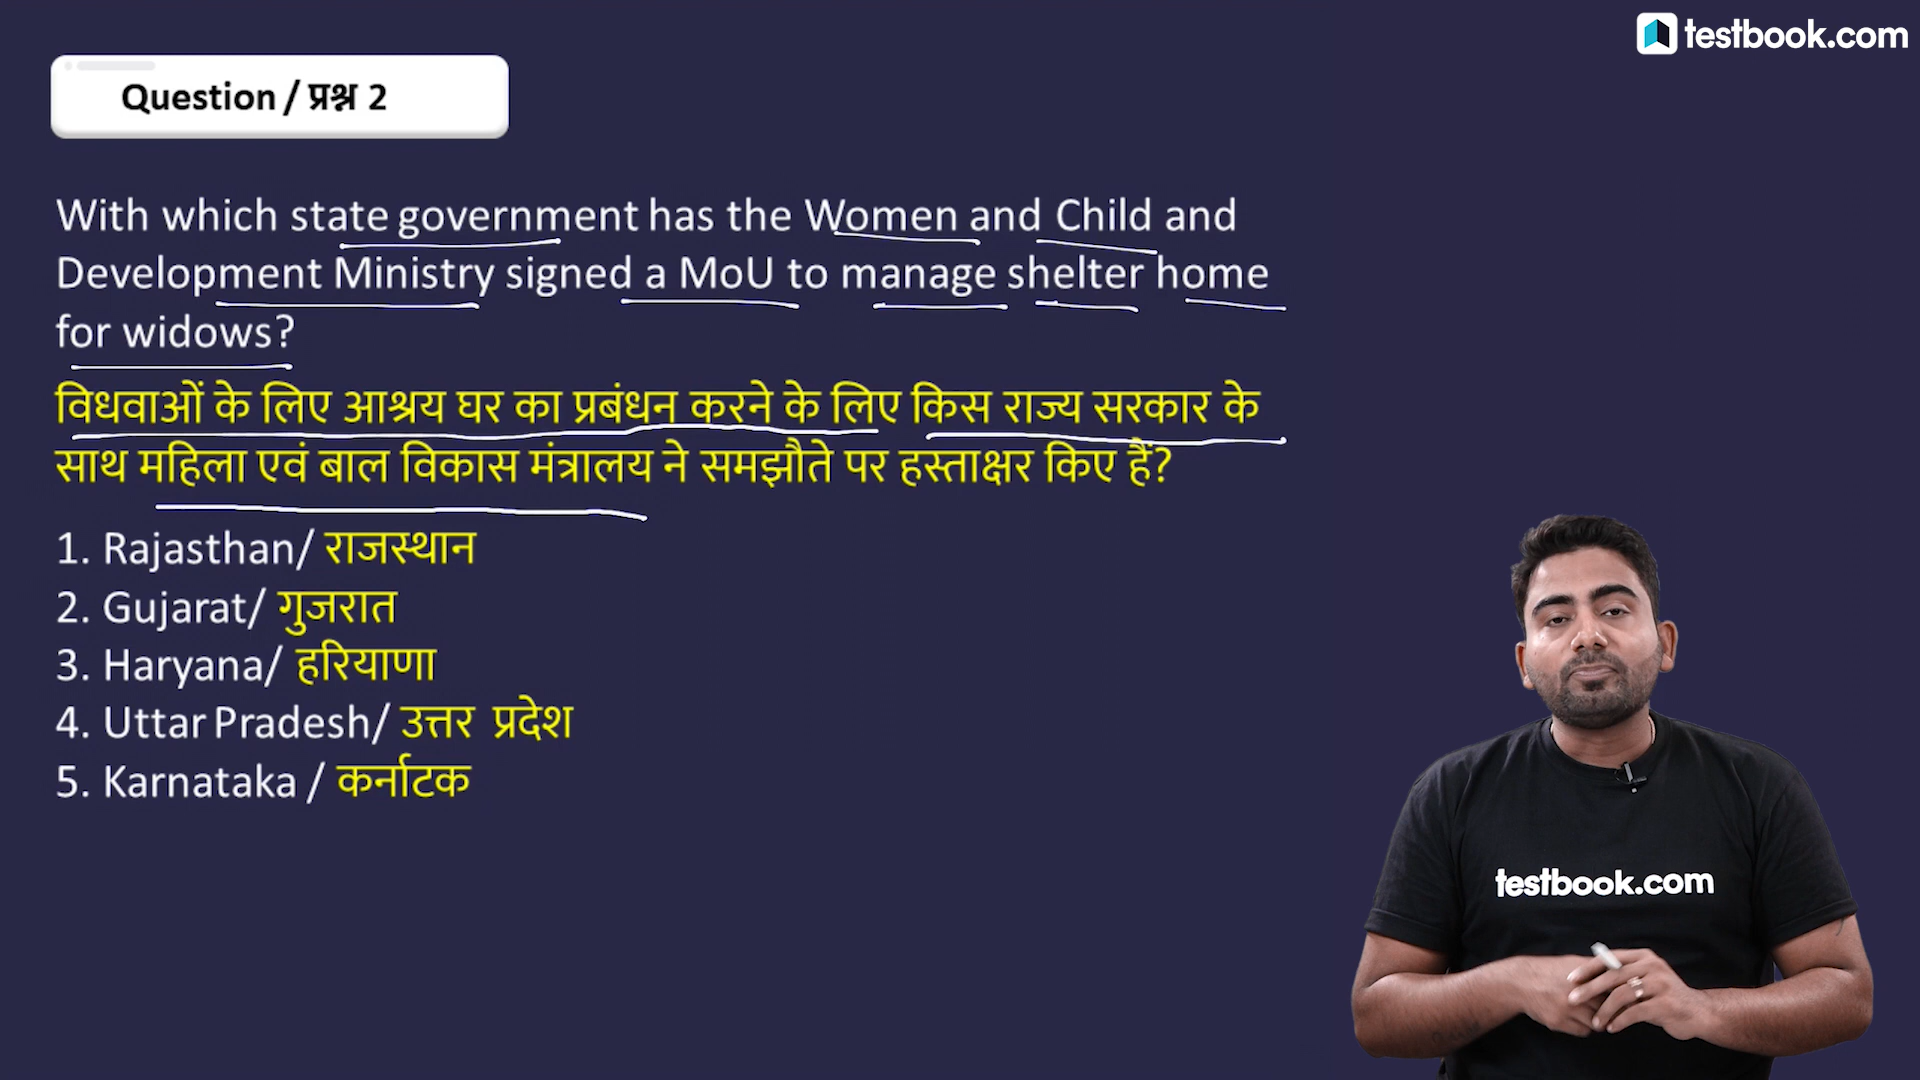 testbook.com
Question / प्रश्न 2
With which state government has the Women and Child and
Development Ministry signed a MoU to manage shelter home
for widows?
विधवाओं के लिए आश्रय घर का प्रबंधन करने के लिए किस राज्य सरकार के
साथ महिला एवं बाल विकास मंत्रालय ने समझौते पर हस्ताक्षर किए हैं?
1. Rajasthan/ राजस्थान
2. Gujarat/ गुजरात
3. Haryana/ हरियाणा
4. Uttar Pradesh/ उत्तर प्रदेश
5. Karnataka / कर्नाटक
testbook.com